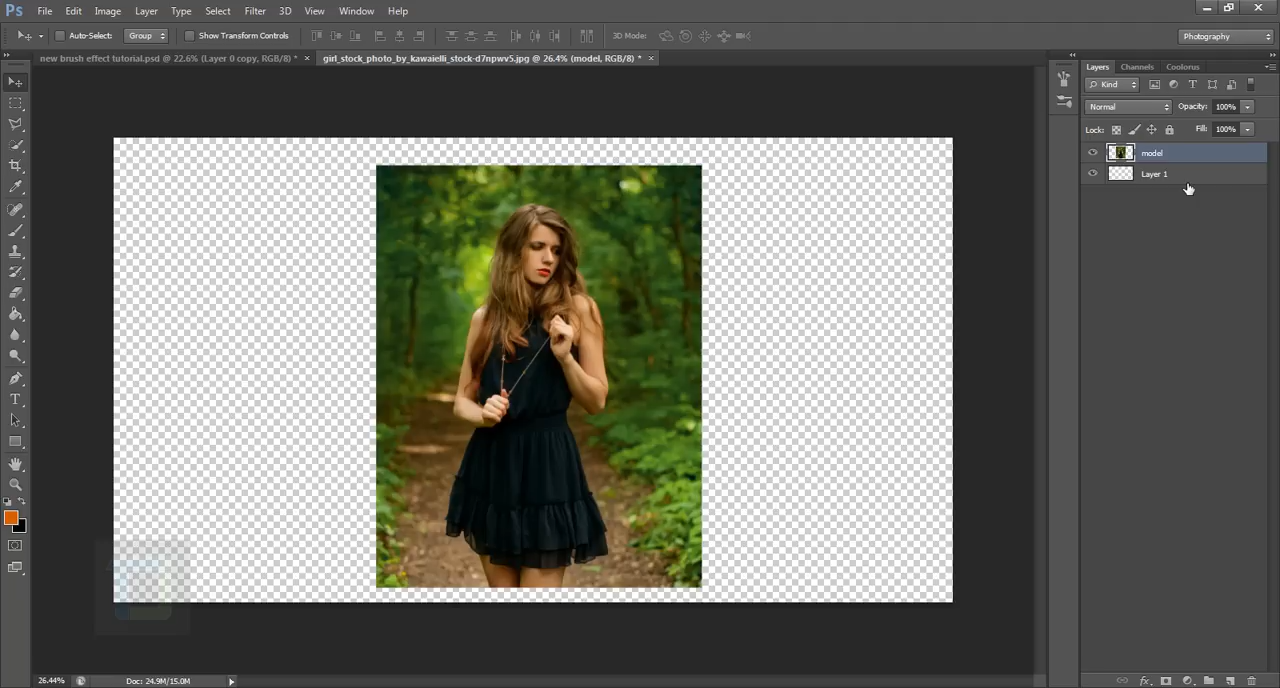 Ps File Edit Image Layer Type Select Filter 3D View Window Help
Auto-Select: Group Show Transform Controls 3D Mode: Photography
new brush effect tutorial.psd @ 22.6% (Layer 0 copy, RGB/8) * × girl_stock_photo_by_kawaielli_stock-d7npwv5.jpg @ 26.4% (model, RGB/8) * ×
Layers Channels Coolorus
Kind
Normal Opacity: 100%
Lock: Fill: 100%
model
Layer 1
26.44% Doc: 24.9M/15.0M